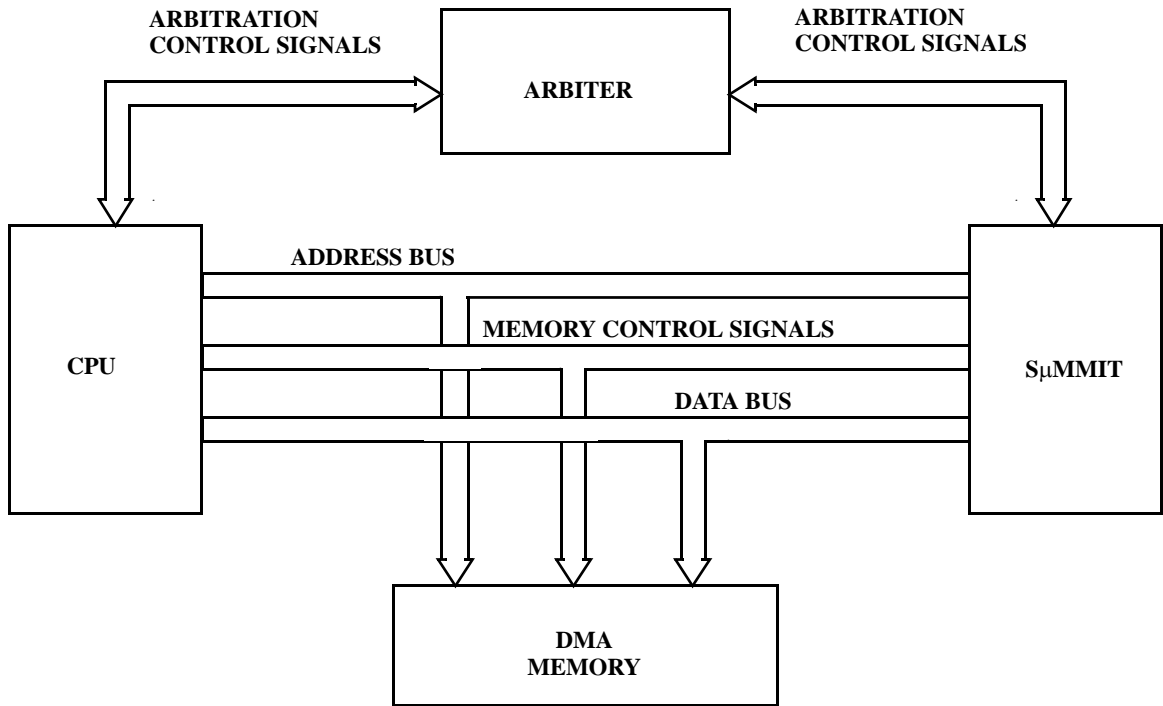 ARBITRATION
CONTROL SIGNALS
ARBITRATION
CONTROL SIGNALS
ARBITER
ADDRESS BUS
MEMORY CONTROL SIGNALS
CPU
SμMMIT
DATA BUS
DMA
MEMORY